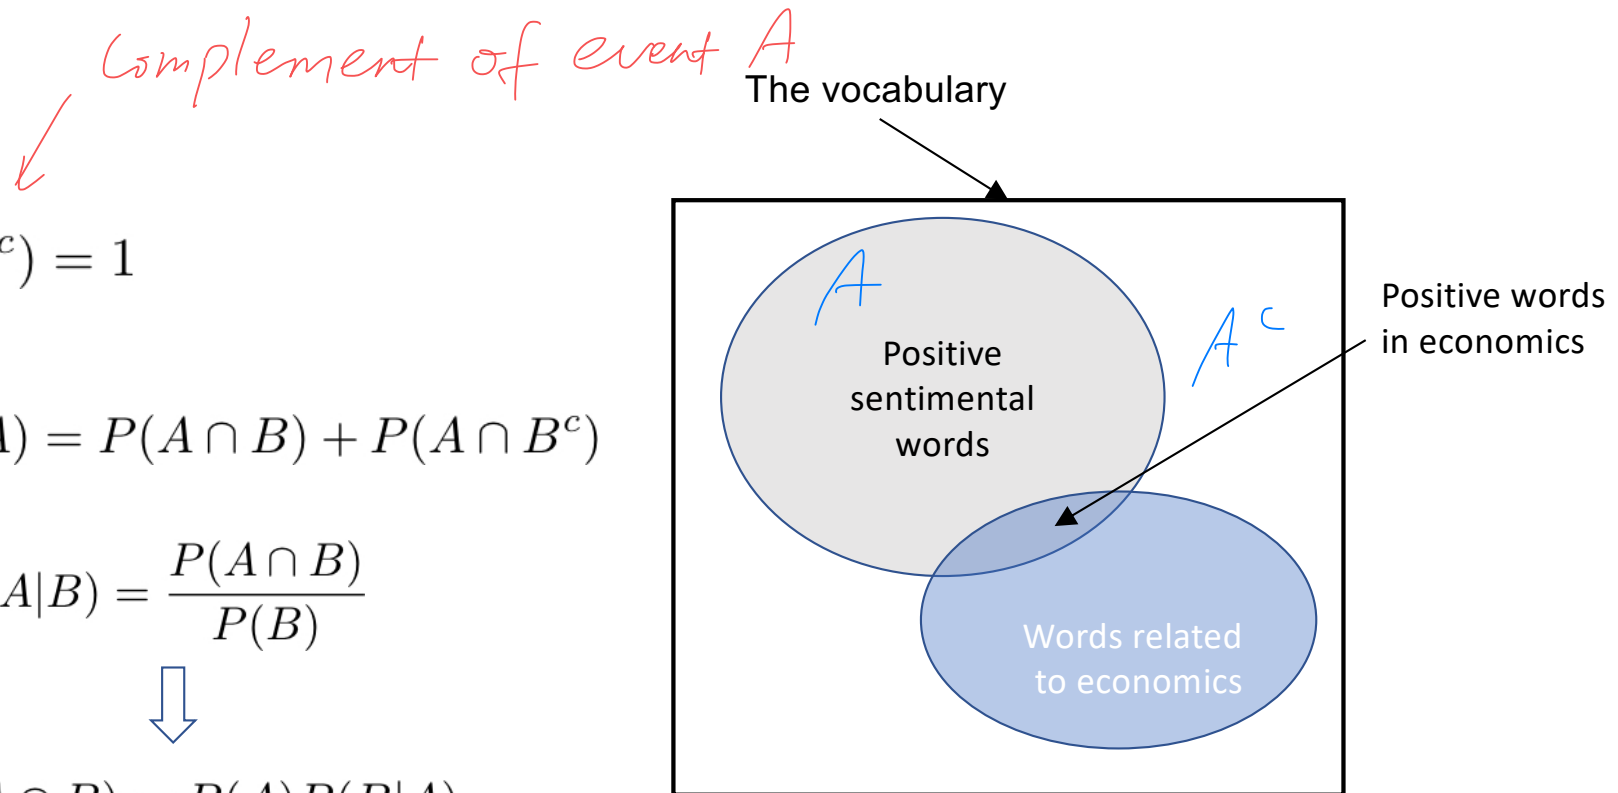 Complement of event A
The vocabulary
c) = 1
A
A^c
Positive words
in economics
Positive
sentimental
words
A) = P(A ∩ B) + P(A ∩ B^c)
A|B) = P(A ∩ B) / P(B)
Words related
to economics
∩ B) = P(A)P(B|A)